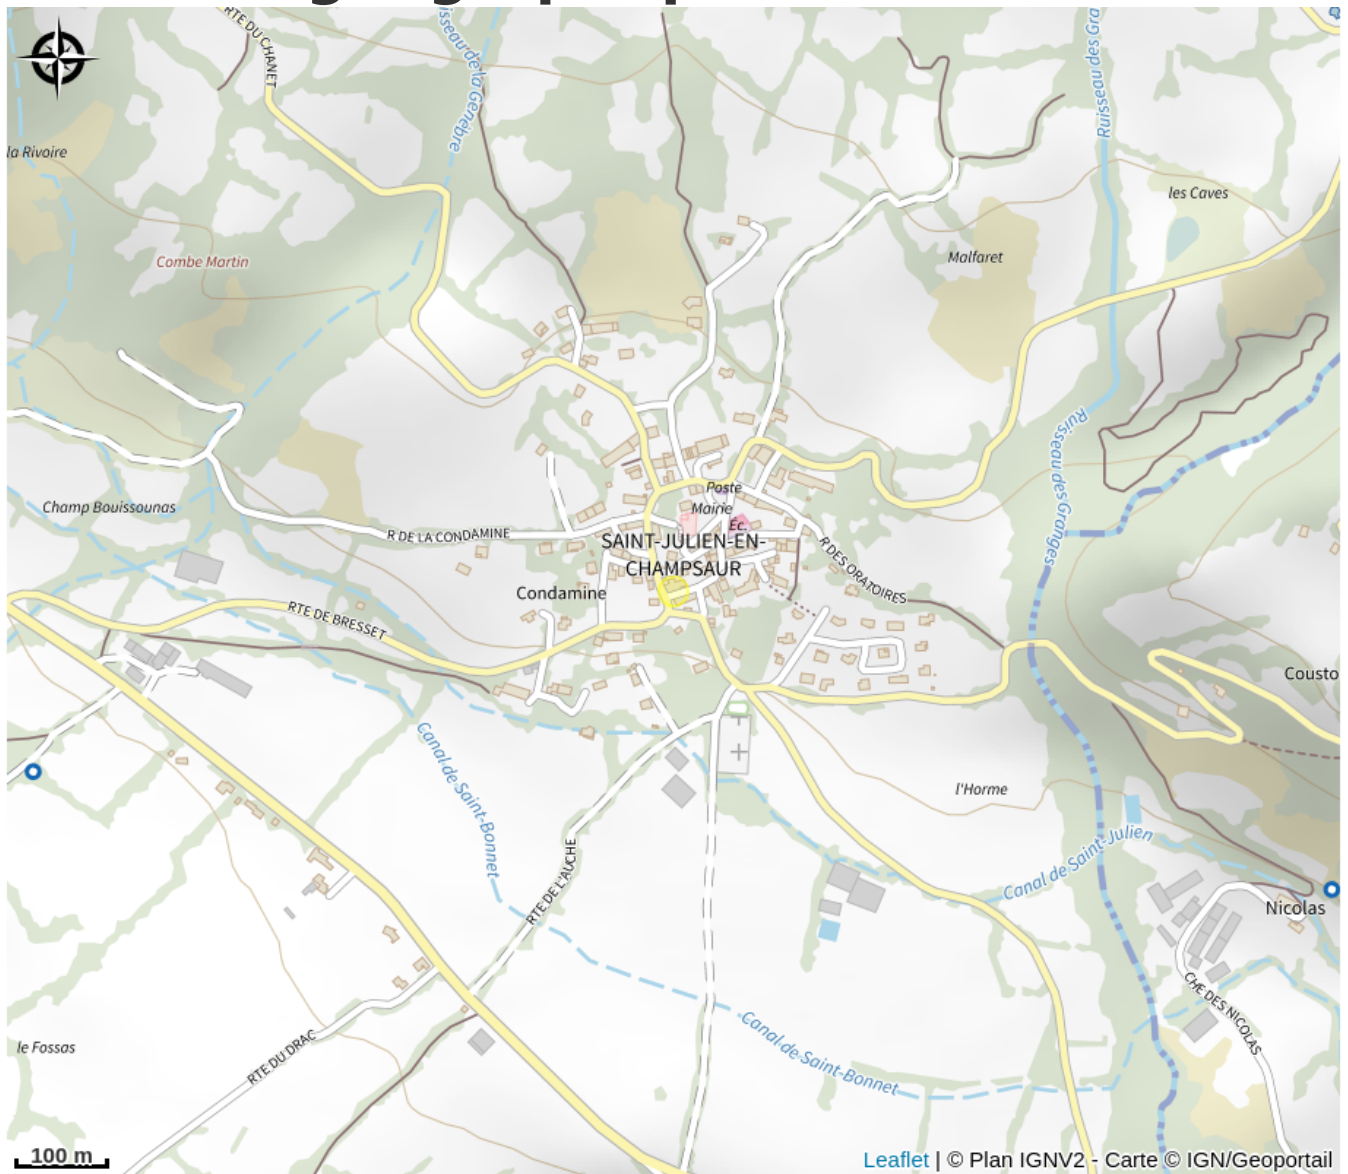 RTE DU CHANET
isseau de la Genèbre
Ruisseau des Gra
la Rivoire
les Caves
Combe Martin
Malfaret
Ruisseau des Granges
Poste
Champ Bouissounas
Mairie
Éc.
R DE LA CONDAMINE
SAINT-JULIEN-EN-
CHAMPSAUR
R DES ORATOIRES
Condamine
RTE DE BRESSET
Cousto
Canal de Saint-Bonnet
l'Horme
Canal de Saint-Julien
RTE DE L'AUCHE
Nicolas
CHE DES NICOLAS
Canal de Saint-Bonnet
le Fossas
RTE DU DRAC
100 m
Leaflet | © Plan IGNV2 - Carte © IGN/Geoportail